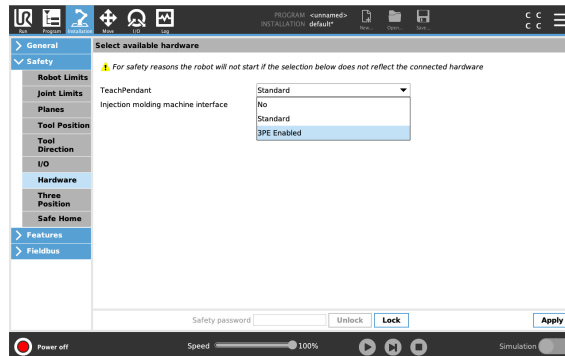 UR
PROGRAM <unnamed>
INSTALLATION default*
Run Program Installation Move I/O Log New... Open... Save...
C C
C C
General
Select available hardware
Safety
For safety reasons the robot will not start if the selection below does not reflect the connected hardware
Robot Limits
TeachPendant Standard
Joint Limits
Injection molding machine interface No
Planes
Standard
Tool Position
3PE Enabled
Tool
Direction
I/O
Hardware
Three
Position
Safe Home
Features
Fieldbus
Safety password Unlock Lock Apply
Power off Speed 100% Simulation